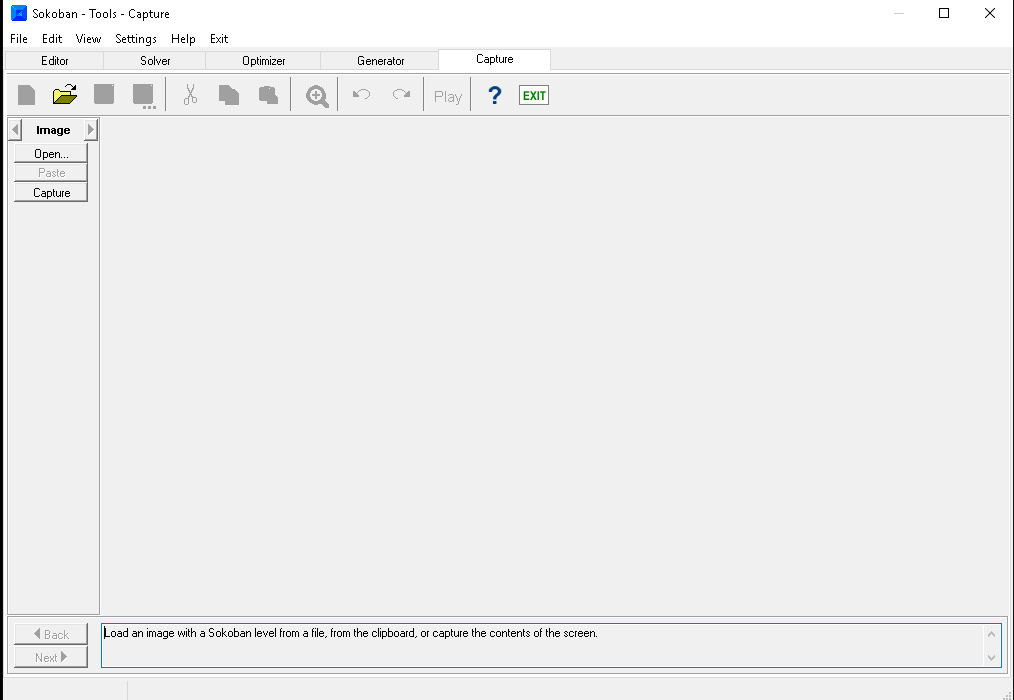 Sokoban - Tools - Capture
File Edit View Settings Help Exit
Editor Solver Optimizer Generator Capture
Play ? EXIT
Image
Open...
Paste
Capture
Back
Load an image with a Sokoban level from a file, from the clipboard, or capture the contents of the screen.
Next